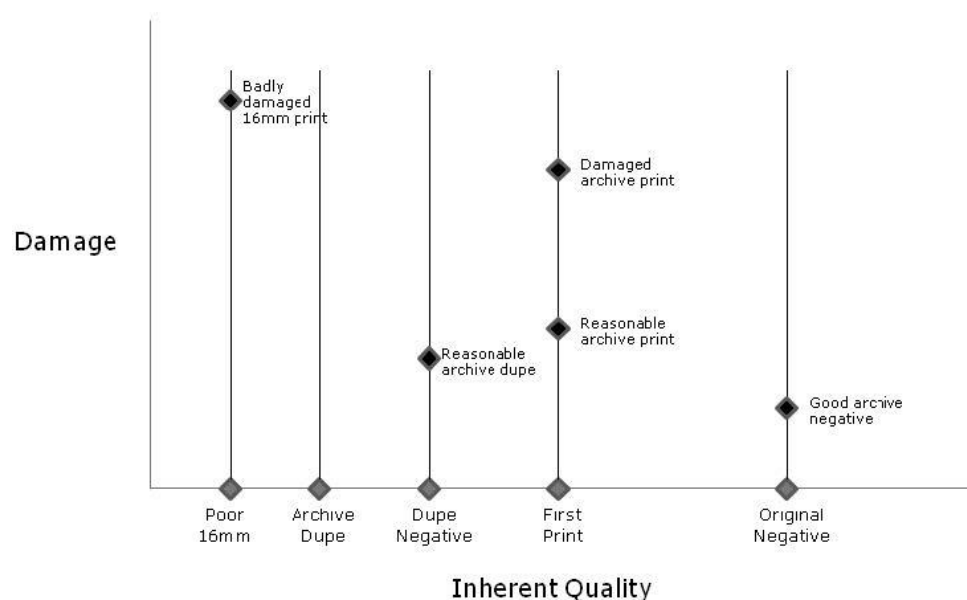 Badly
damaged
16mm print
Damaged
archive print
Damage
Reasonable
archive print
Reasonable
archive dupe
Good archive
negative
Poor
16mm
Archive
Dupe
Dupe
Negative
First
Print
Original
Negative
Inherent Quality